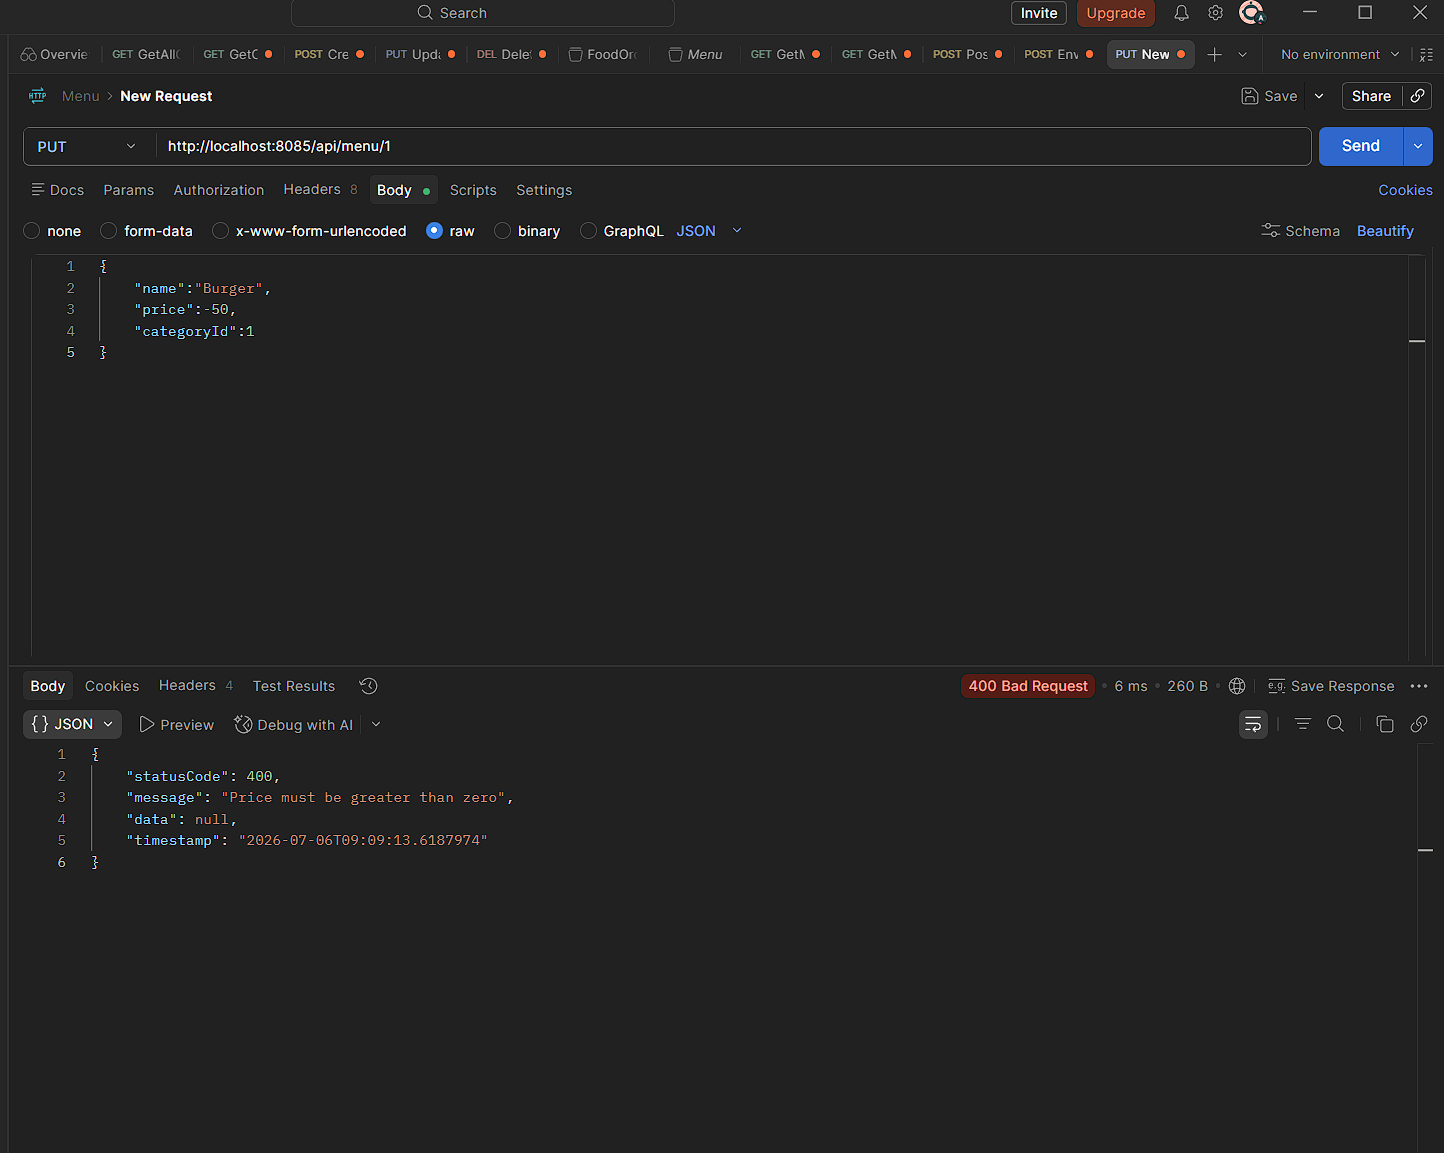 Search
Invite
Upgrade
Overvie
GET GetAll
GET GetC
POST Cre
PUT Upda
DEL Delet
FoodOr
Menu
GET GetM
GET GetM
POST Pos
POST Env
PUT New
No environment
HTTP Menu > New Request
Save
Share
PUT
http://localhost:8085/api/menu/1
Send
Docs Params Authorization Headers 8 Body Scripts Settings
Cookies
none form-data x-www-form-urlencoded raw binary GraphQL JSON
Schema Beautify
1 {
2 "name":"Burger",
3 "price":-50,
4 "categoryId":1
5 }
Body Cookies Headers 4 Test Results
400 Bad Request • 6 ms • 260 B •
e.g. Save Response
{} JSON Preview Debug with AI
1 {
2 "statusCode": 400,
3 "message": "Price must be greater than zero",
4 "data": null,
5 "timestamp": "2026-07-06T09:09:13.6187974"
6 }